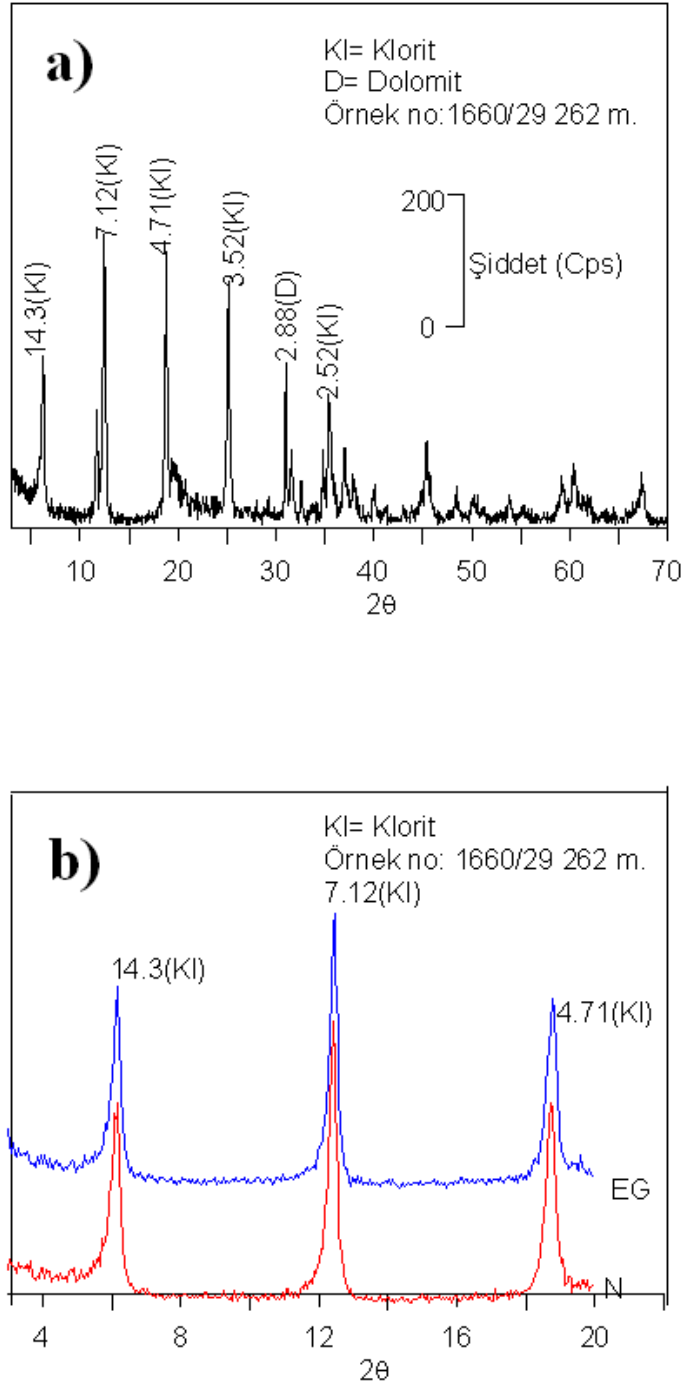 a)
Kl= Klorit
D= Dolomit
Örnek no:1660/29 262 m.
14.3(Kl)
7.12(Kl)
4.71(Kl)
3.52(Kl)
2.88(D)
2.52(Kl)
200
Şiddet (Cps)
0
10 20 30 40 50 60 70
2θ
b)
Kl= Klorit
Örnek no: 1660/29 262 m.
7.12(Kl)
14.3(Kl)
4.71(Kl)
EG
N
4 8 12 16 20
2θ